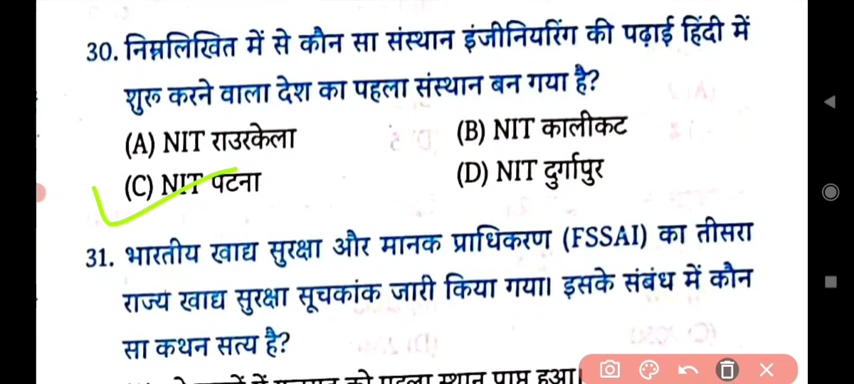 30. निम्नलिखित में से कौन सा संस्थान इंजीनियरिंग की पढ़ाई हिंदी में
शुरू करने वाला देश का पहला संस्थान बन गया है?
(A) NIT राउरकेला (B) NIT कालीकट
(C) NIT पटना (D) NIT दुर्गापुर
31. भारतीय खाद्य सुरक्षा और मानक प्राधिकरण (FSSAI) का तीसरा
राज्य खाद्य सुरक्षा सूचकांक जारी किया गया। इसके संबंध में कौन
सा कथन सत्य है?
को पहला स्थान प्राप्त हुआ।